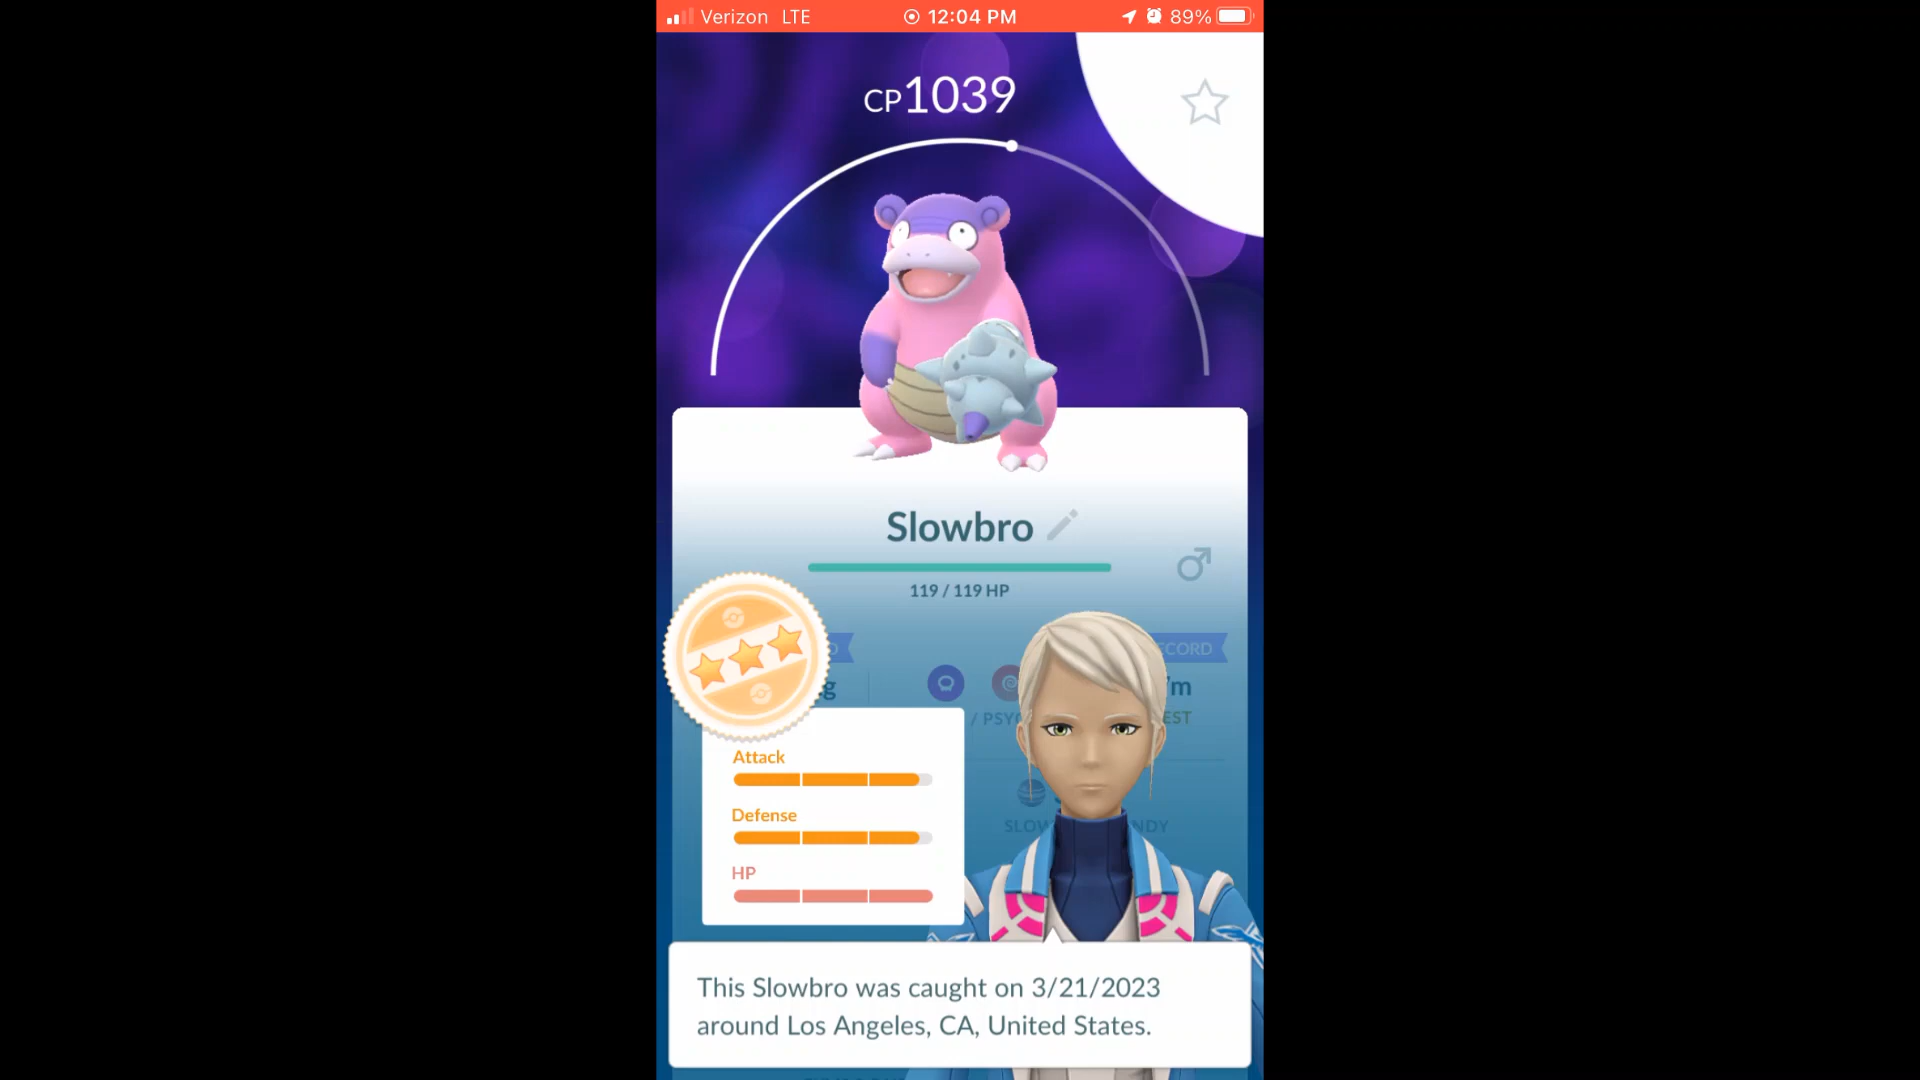 Verizon LTE 12:04 PM 89%
CP1039
Slowbro
119 / 119 HP
/ PSY
Attack
Defense
HP
This Slowbro was caught on 3/21/2023
around Los Angeles, CA, United States.